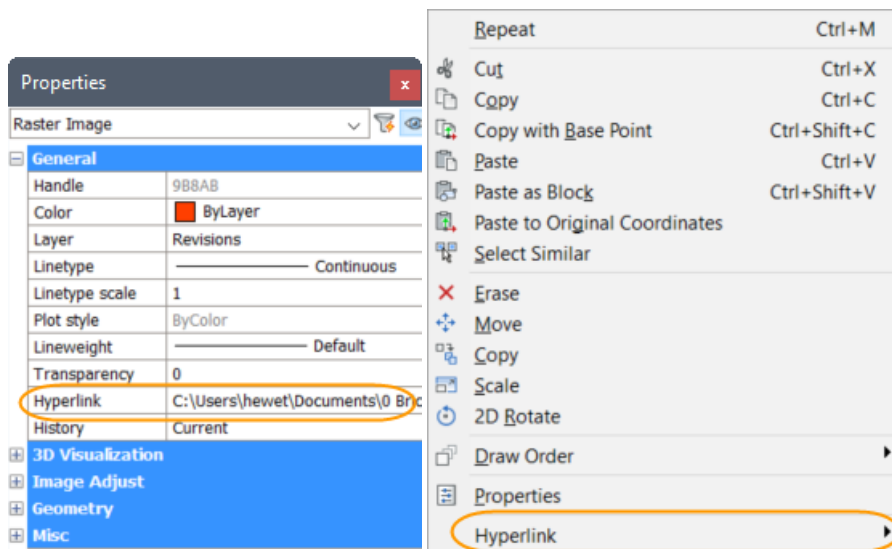 Properties
x
Raster Image
General
Handle 9B8AB
Color ByLayer
Layer Revisions
Linetype Continuous
Linetype scale 1
Plot style ByColor
Lineweight Default
Transparency 0
Hyperlink C:\Users\hewet\Documents\0 Bric
History Current
3D Visualization
Image Adjust
Geometry
Misc
Repeat Ctrl+M
Cut Ctrl+X
Copy Ctrl+C
Copy with Base Point Ctrl+Shift+C
Paste Ctrl+V
Paste as Block Ctrl+Shift+V
Paste to Original Coordinates
Select Similar
Erase
Move
Copy
Scale
2D Rotate
Draw Order
Properties
Hyperlink